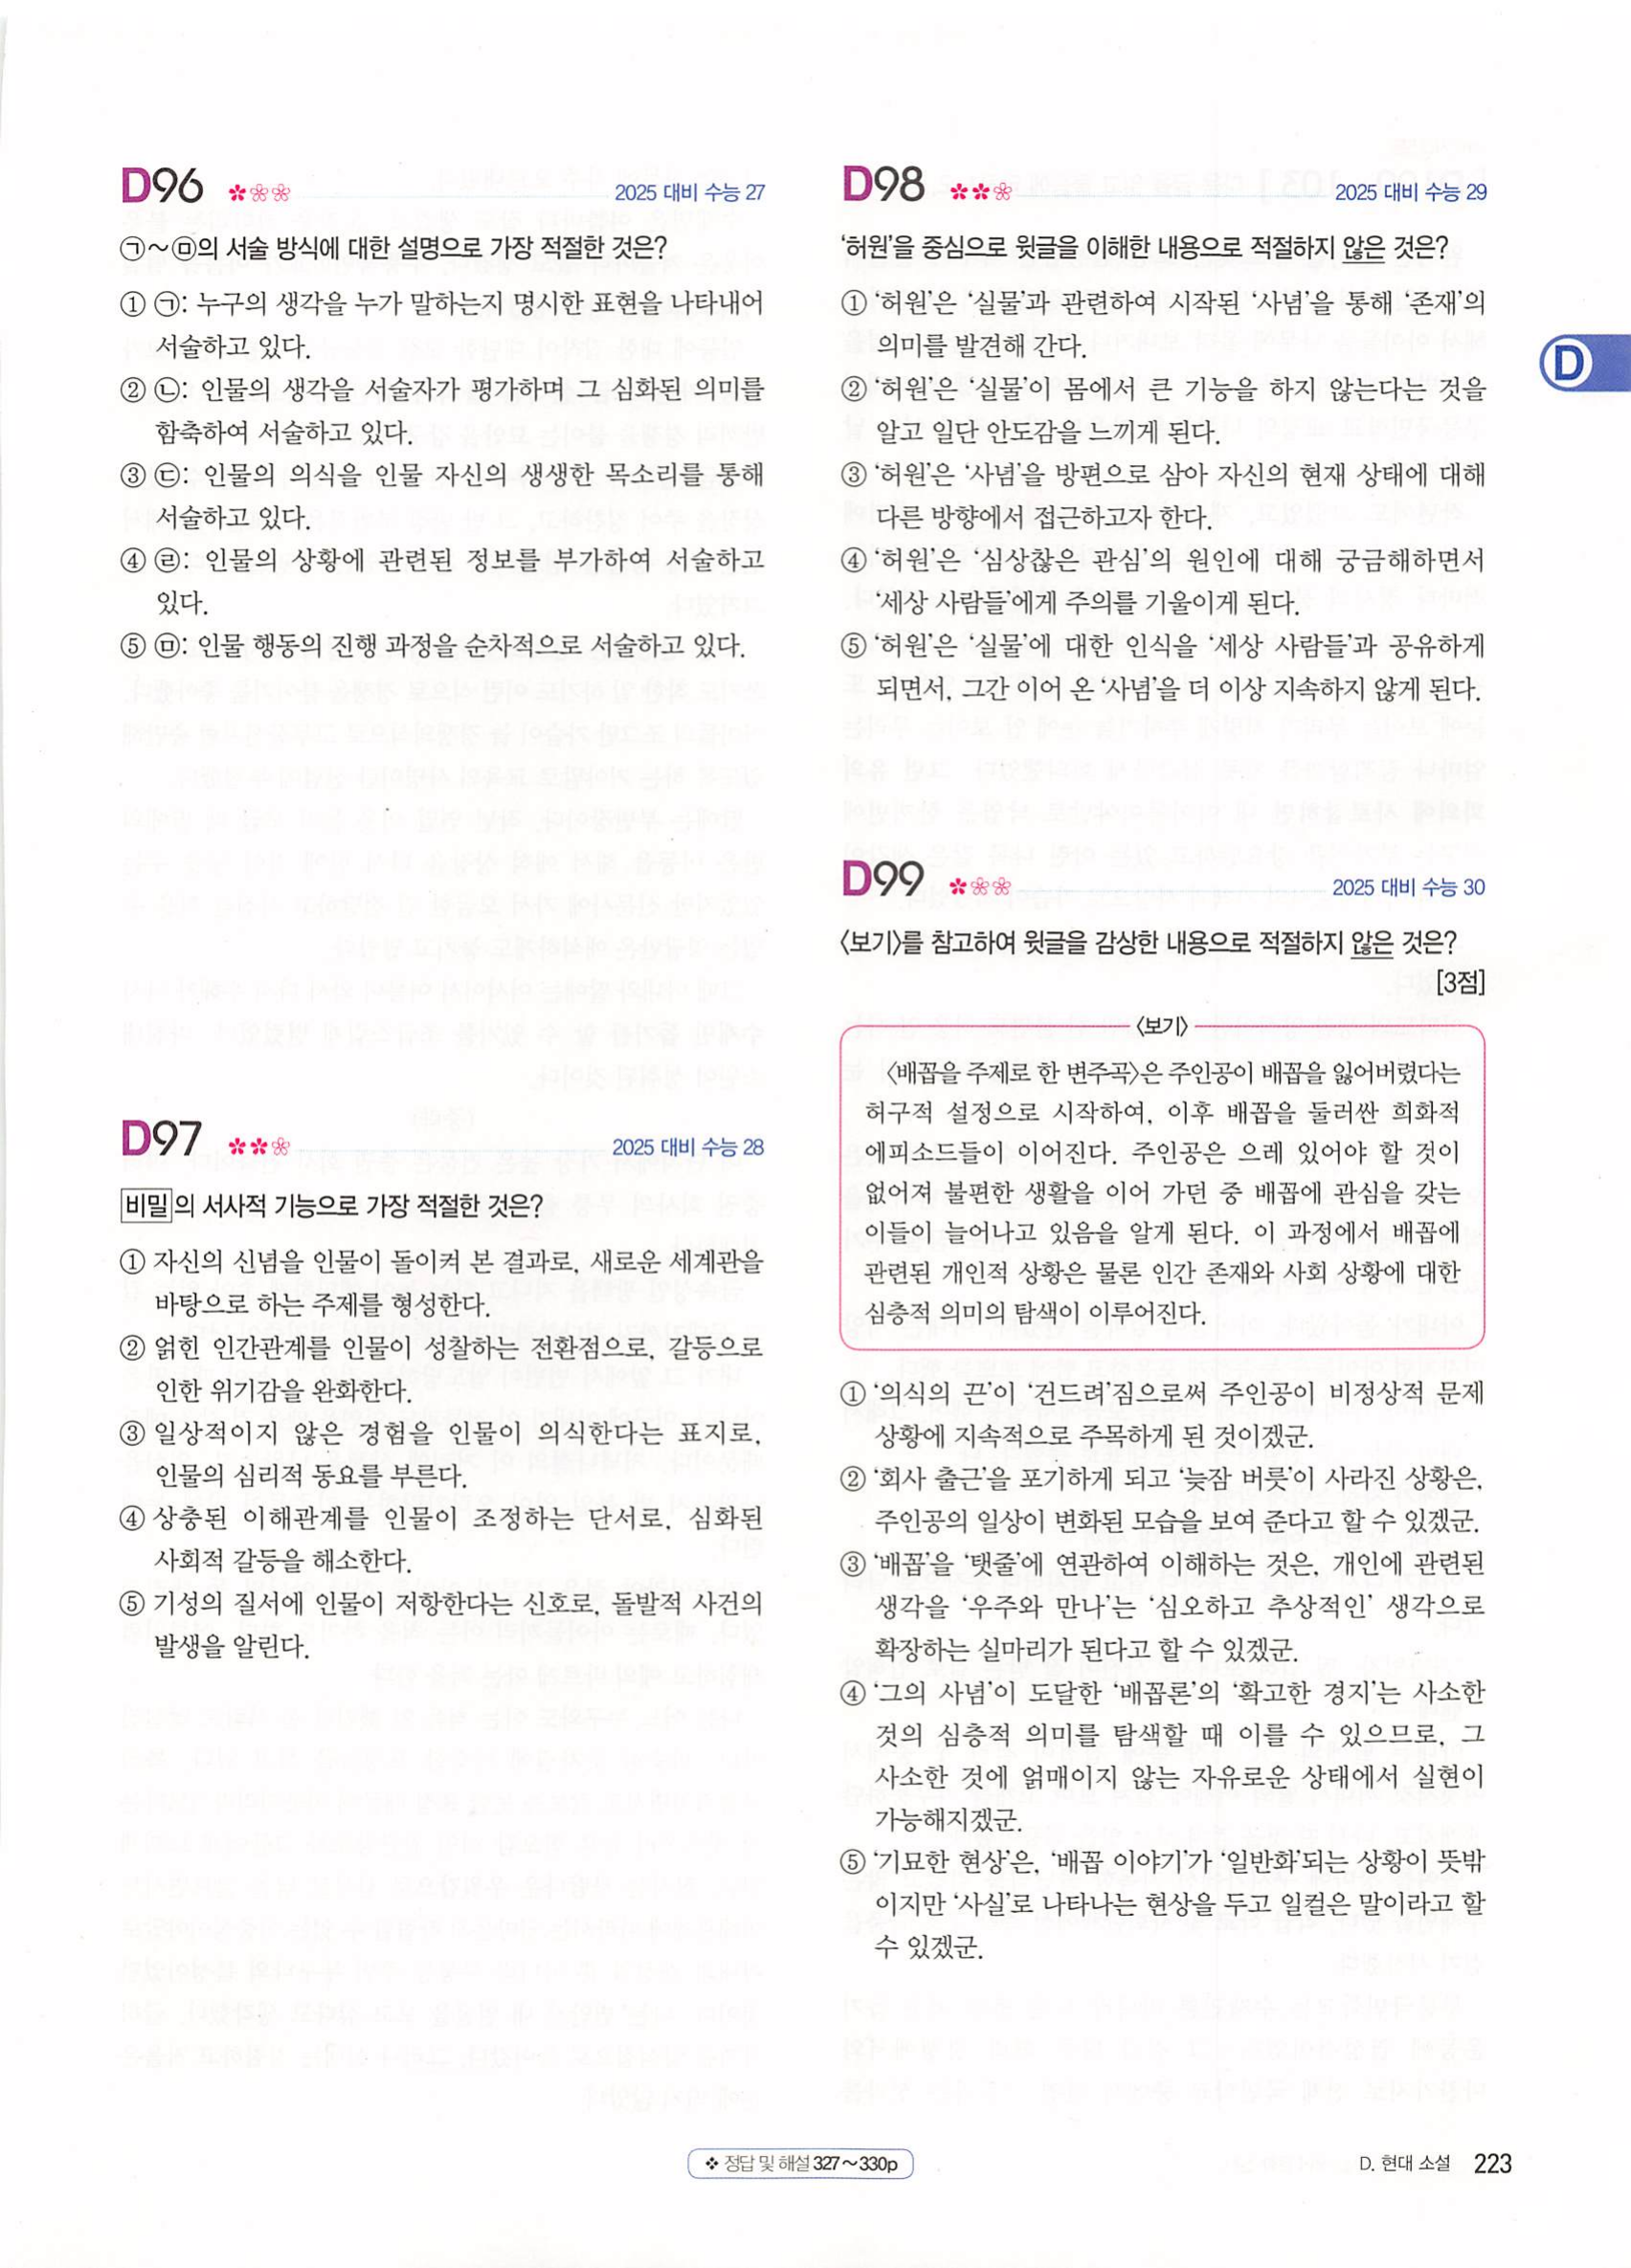 D96
2025 대비 수능 27
㉠~㉤의 서술 방식에 대한 설명으로 가장 적절한 것은?
① ㉠: 누구의 생각을 누가 말하는지 명시한 표현을 나타내어
서술하고 있다.
② ㉡: 인물의 생각을 서술자가 평가하며 그 심화된 의미를
함축하여 서술하고 있다.
③ ㉢: 인물의 의식을 인물 자신의 생생한 목소리를 통해
서술하고 있다.
④ ㉣: 인물의 상황에 관련된 정보를 부가하여 서술하고
있다.
⑤ ㉤: 인물 행동의 진행 과정을 순차적으로 서술하고 있다.
D97
2025 대비 수능 28
비밀의 서사적 기능으로 가장 적절한 것은?
① 자신의 신념을 인물이 돌이켜 본 결과로, 새로운 세계관을
바탕으로 하는 주제를 형성한다.
② 얽힌 인간관계를 인물이 성찰하는 전환점으로, 갈등으로
인한 위기감을 완화한다.
③ 일상적이지 않은 경험을 인물이 의식한다는 표지로,
인물의 심리적 동요를 부른다.
④ 상충된 이해관계를 인물이 조정하는 단서로, 심화된
사회적 갈등을 해소한다.
⑤ 기성의 질서에 인물이 저항한다는 신호로, 돌발적 사건의
발생을 알린다.
D98
2025 대비 수능 29
‘허원’을 중심으로 윗글을 이해한 내용으로 적절하지 않은 것은?
① ‘허원’은 ‘실물’과 관련하여 시작된 ‘사념’을 통해 ‘존재’의
의미를 발견해 간다.
② ‘허원’은 ‘실물’이 몸에서 큰 기능을 하지 않는다는 것을
알고 일단 안도감을 느끼게 된다.
③ ‘허원’은 ‘사념’을 방편으로 삼아 자신의 현재 상태에 대해
다른 방향에서 접근하고자 한다.
④ ‘허원’은 ‘심상찮은 관심’의 원인에 대해 궁금해하면서
‘세상 사람들’에게 주의를 기울이게 된다.
⑤ ‘허원’은 ‘실물’에 대한 인식을 ‘세상 사람들’과 공유하게
되면서, 그간 이어 온 ‘사념’을 더 이상 지속하지 않게 된다.
D
D99
2025 대비 수능 30
〈보기〉를 참고하여 윗글을 감상한 내용으로 적절하지 않은 것은?
[3점]
〈보기〉
〈배꼽을 주제로 한 변주곡〉은 주인공이 배꼽을 잃어버렸다는
허구적 설정으로 시작하여, 이후 배꼽을 둘러싼 희화적
에피소드들이 이어진다. 주인공은 으레 있어야 할 것이
없어져 불편한 생활을 이어 가던 중 배꼽에 관심을 갖는
이들이 늘어나고 있음을 알게 된다. 이 과정에서 배꼽에
관련된 개인적 상황은 물론 인간 존재와 사회 상황에 대한
심층적 의미의 탐색이 이루어진다.
① ‘의식의 끈’이 ‘건드려’짐으로써 주인공이 비정상적 문제
상황에 지속적으로 주목하게 된 것이겠군.
② ‘회사 출근’을 포기하게 되고 ‘늦잠 버릇’이 사라진 상황은,
주인공의 일상이 변화된 모습을 보여 준다고 할 수 있겠군.
③ ‘배꼽’을 ‘탯줄’에 연관하여 이해하는 것은, 개인에 관련된
생각을 ‘우주와 만나’는 ‘심오하고 추상적인’ 생각으로
확장하는 실마리가 된다고 할 수 있겠군.
④ ‘그의 사념’이 도달한 ‘배꼽론’의 ‘확고한 경지’는 사소한
것의 심층적 의미를 탐색할 때 이를 수 있으므로, 그
사소한 것에 얽매이지 않는 자유로운 상태에서 실현이
가능해지겠군.
⑤ ‘기묘한 현상’은, ‘배꼽 이야기’가 ‘일반화’되는 상황이 뜻밖
이지만 ‘사실’로 나타나는 현상을 두고 일컬은 말이라고 할
수 있겠군.
❖ 정답 및 해설 327~330p
D. 현대 소설 223